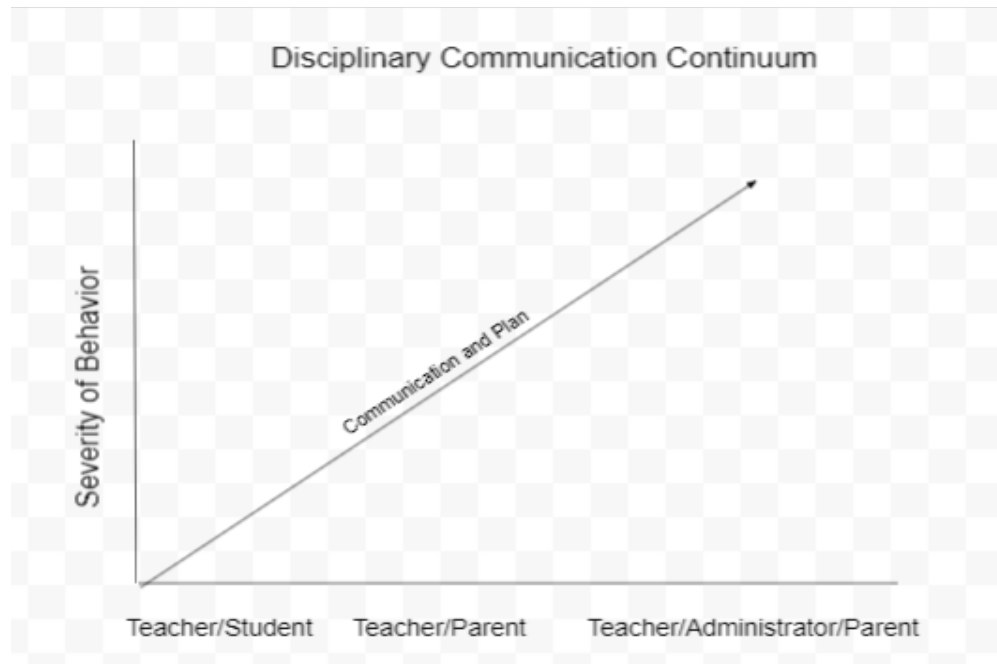 Disciplinary Communication Continuum
Severity of Behavior
Communication and Plan
Teacher/Student
Teacher/Parent
Teacher/Administrator/Parent